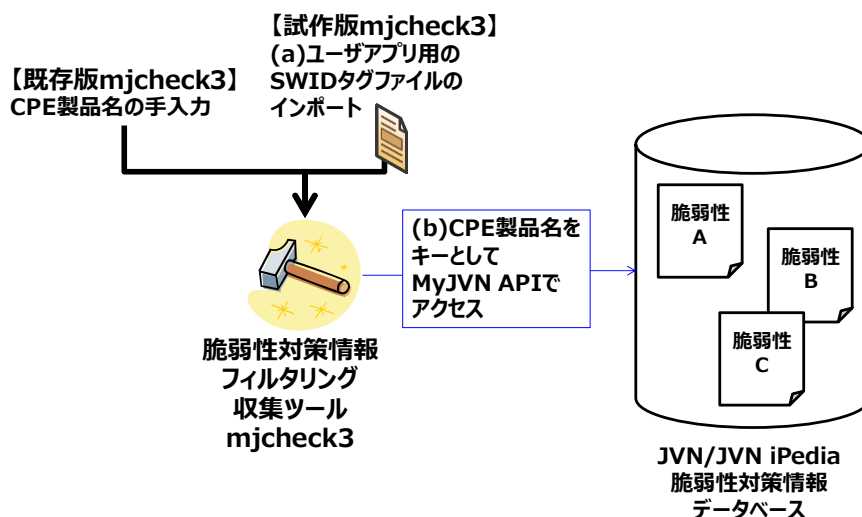 【既存版mjcheck3】
CPE製品名の手入力
【試作版mjcheck3】
(a)ユーザアプリ用の
SWIDタグファイルの
インポート
(b)CPE製品名を
キーとして
MyJVN APIで
アクセス
脆弱性
A
脆弱性
B
脆弱性
C
脆弱性対策情報
フィルタリング
収集ツール
mjcheck3
JVN/JVN iPedia
脆弱性対策情報
データベース